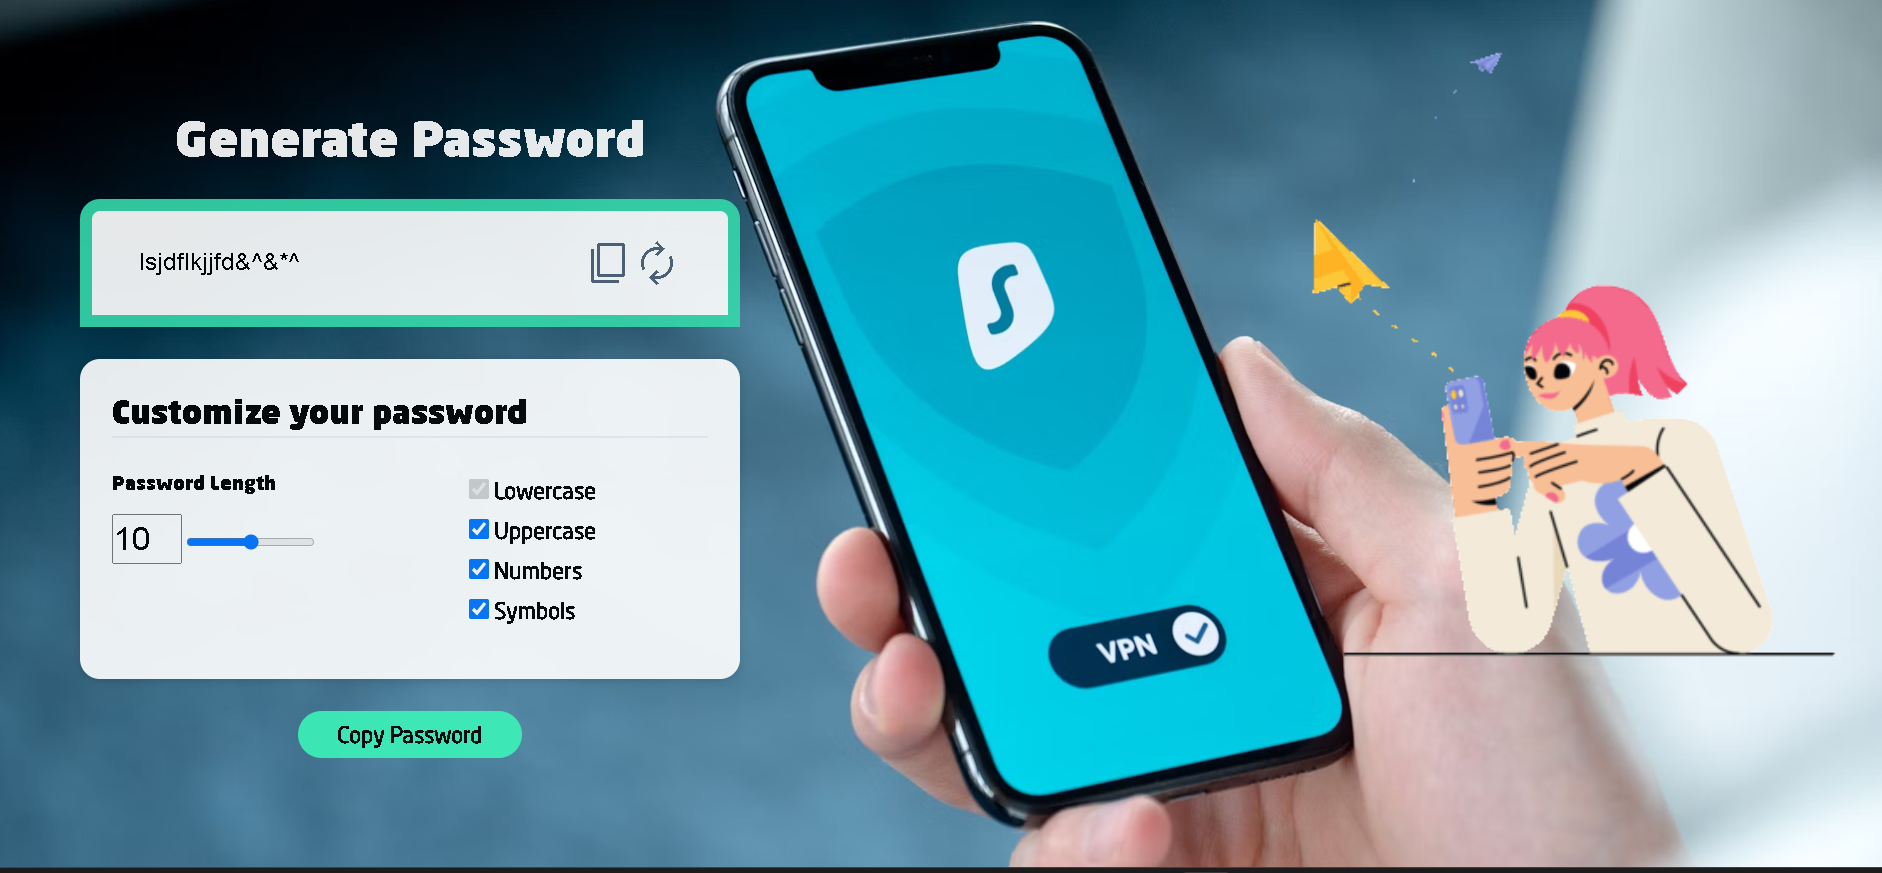 Generate Password
lsjdflkjjfd&^&*^
Customize your password
Password Length
10
Lowercase
Uppercase
Numbers
Symbols
Copy Password
S
VPN